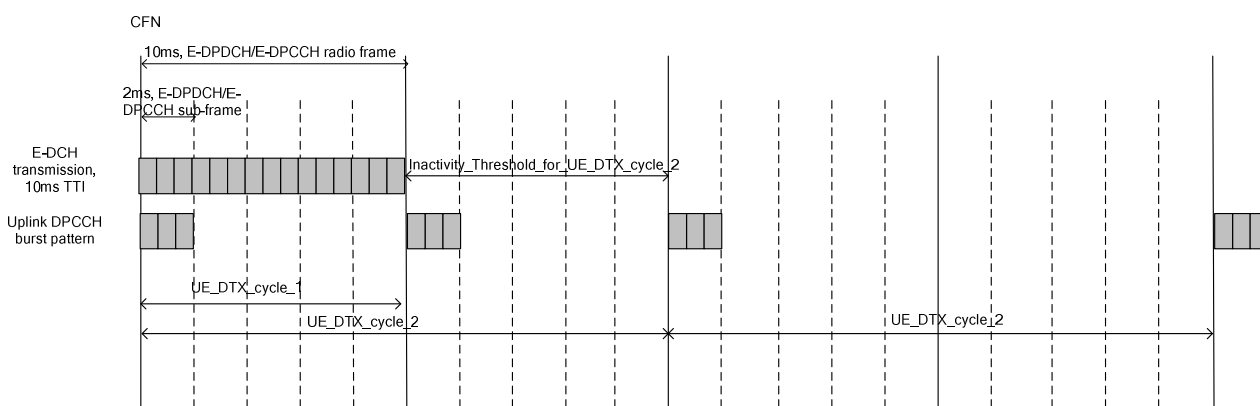 CFN
10ms, E-DPDCH/E-DPCCH radio frame
2ms, E-DPDCH/E-
DPCCH sub-frame
E-DCH
transmission,
10ms TTI
Inactivity_Threshold_for_UE_DTX_cycle_2
Uplink DPCCH
burst pattern
UE_DTX_cycle_1
UE_DTX_cycle_2
UE_DTX_cycle_2